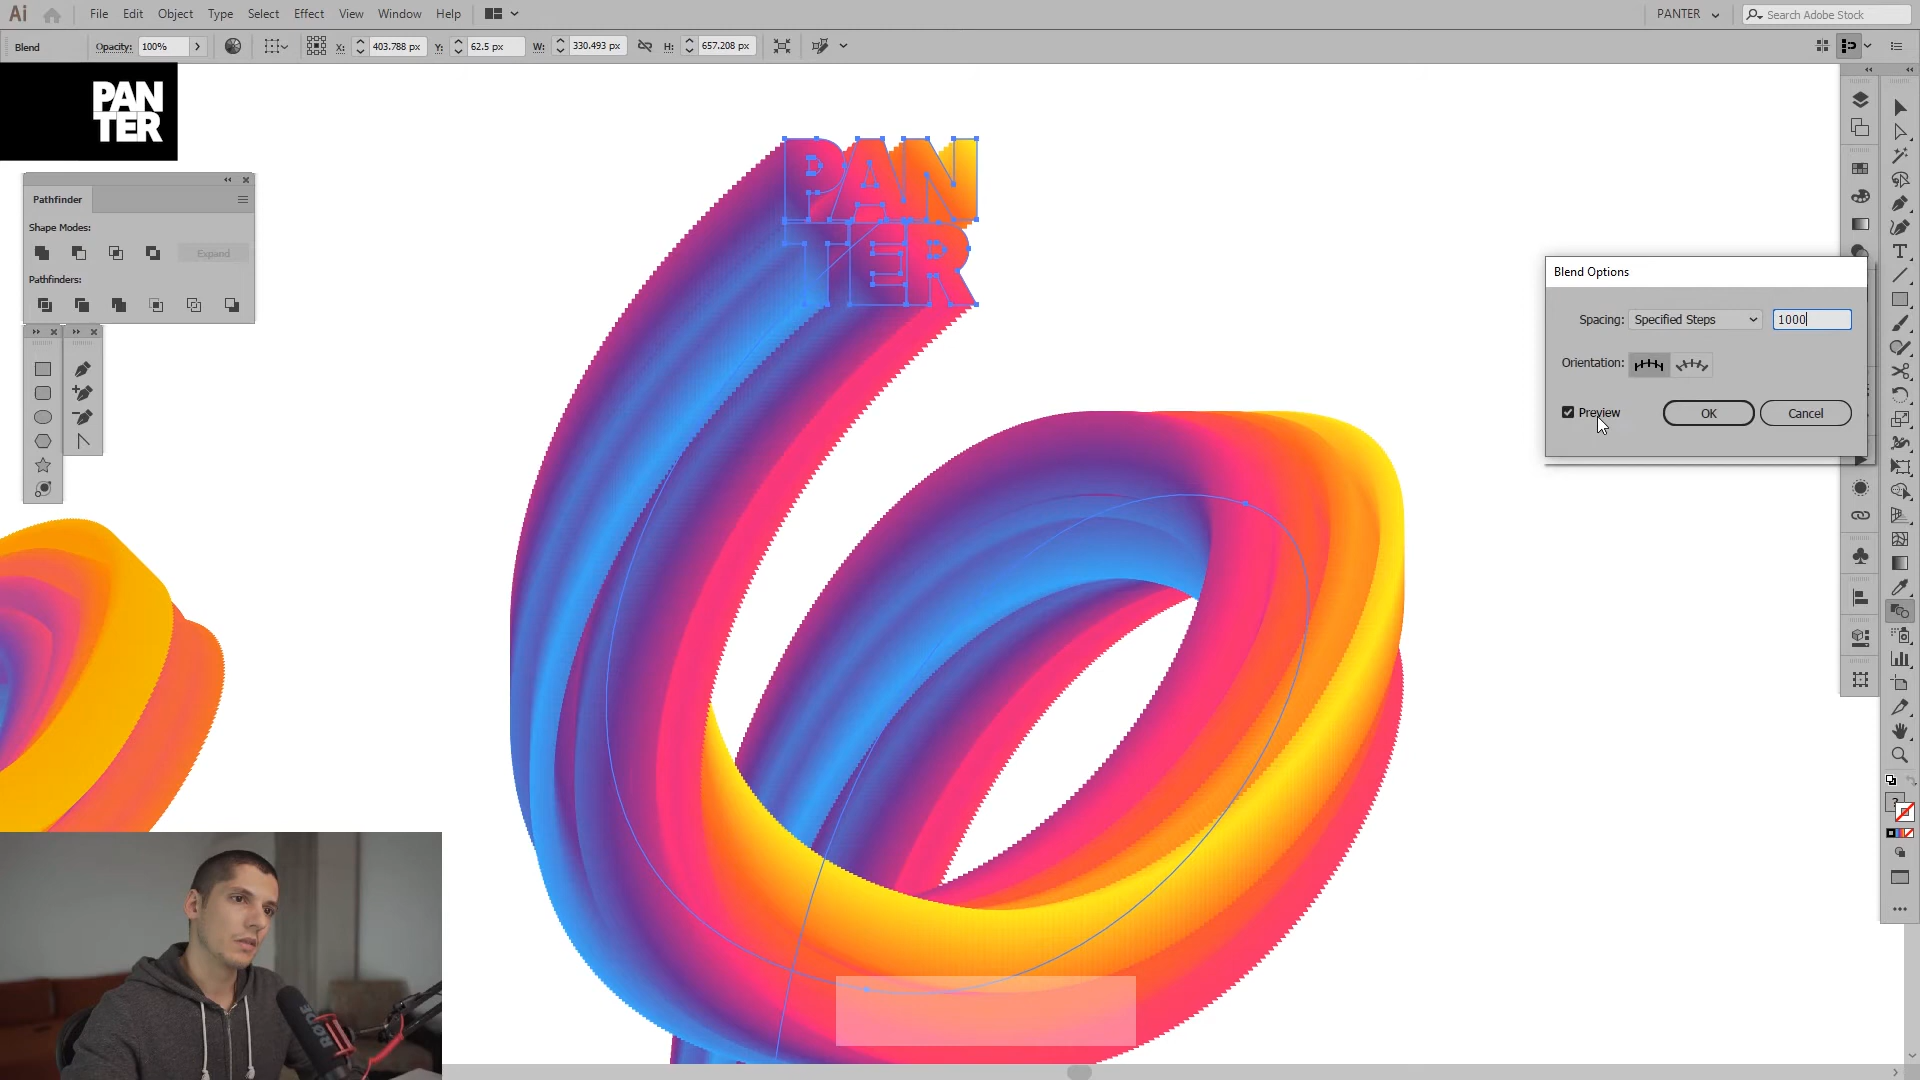 Ai File Edit Object Type Select Effect View Window Help PANTER Search Adobe Stock
Blend Opacity: 100% X: 403.788 px Y: 62.5 px W: 330.493 px H: 657.208 px
PAN
TER
PAN
TER
Pathfinder
Shape Modes:
Expand
Pathfinders:
Blend Options
Spacing: Specified Steps 1000
Orientation:
Preview OK Cancel
RØDE